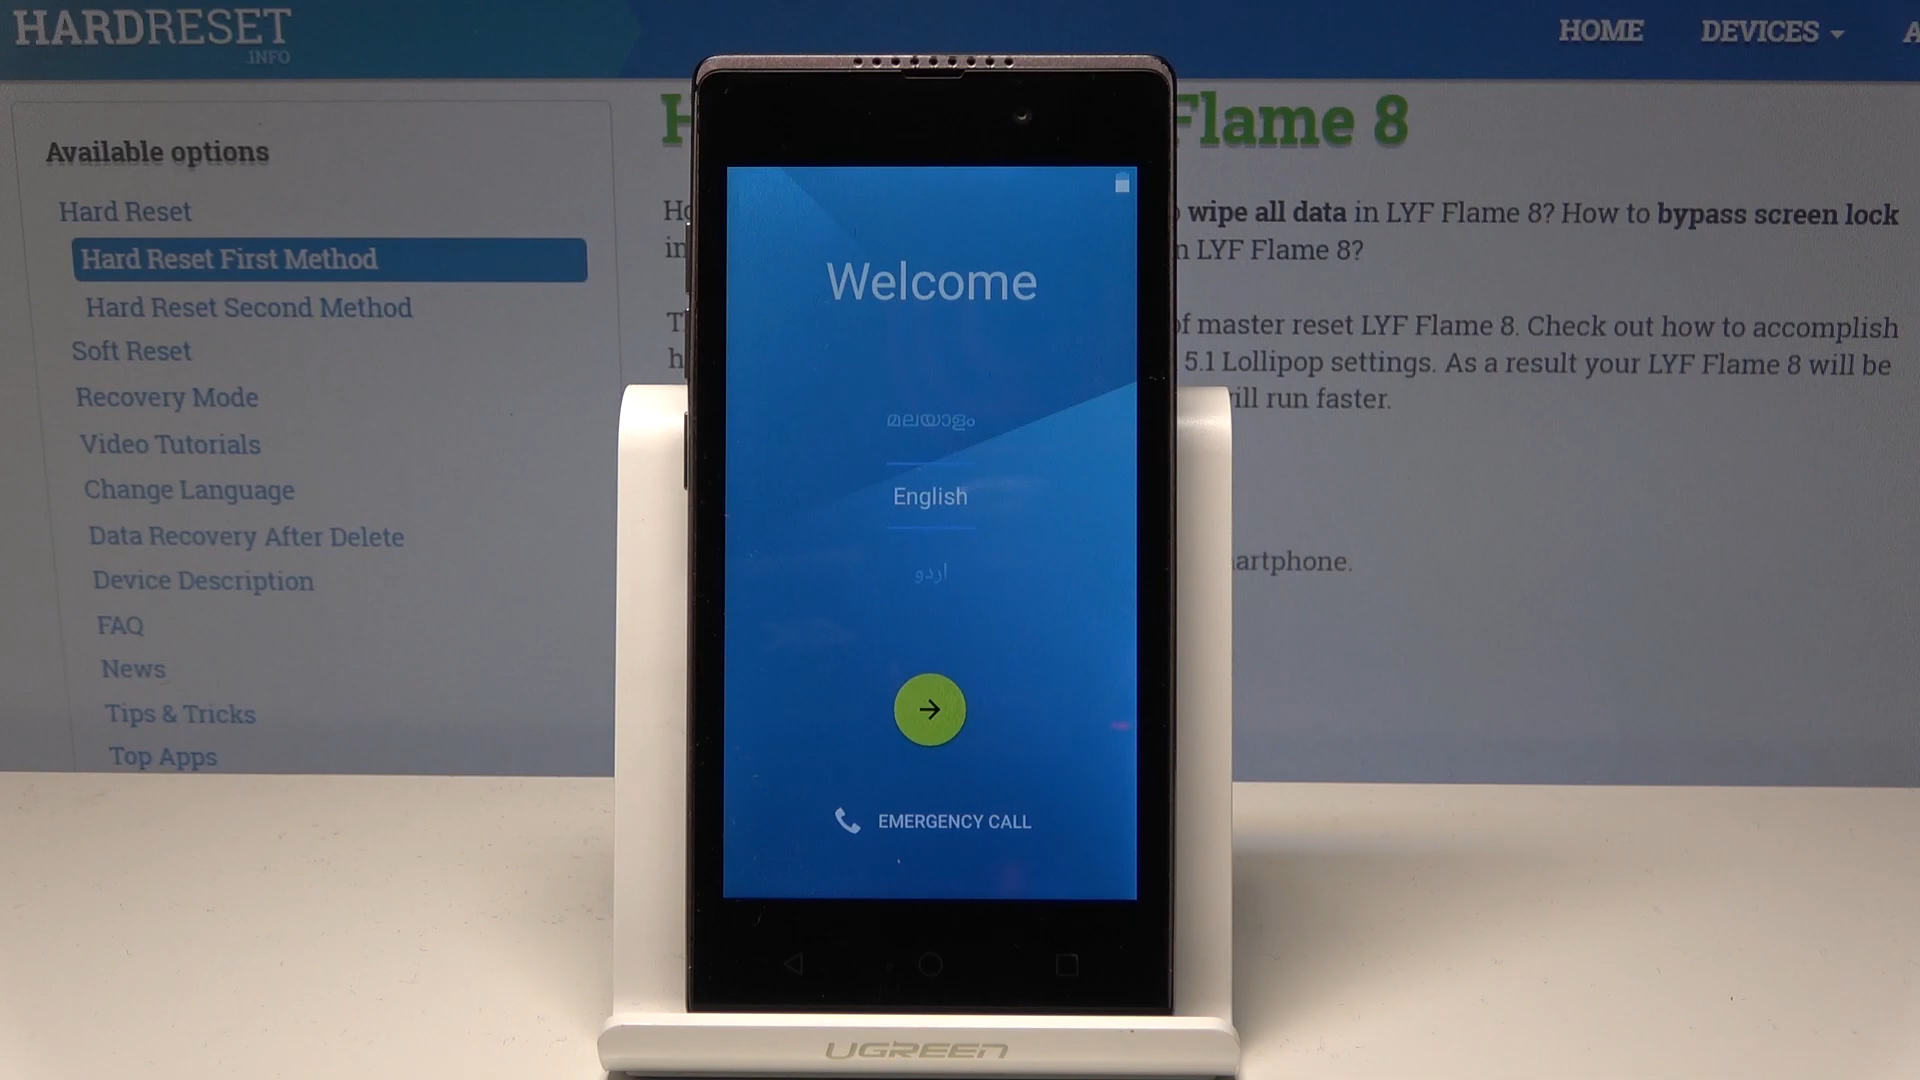 HARDRESET
.INFO
HOME
DEVICES
Flame 8
Available options
Hard Reset
Hard Reset First Method
Hard Reset Second Method
Soft Reset
Recovery Mode
Video Tutorials
Change Language
Data Recovery After Delete
Device Description
FAQ
News
Tips & Tricks
Top Apps
wipe all data in LYF Flame 8? How to bypass screen lock
in LYF Flame 8?
of master reset LYF Flame 8. Check out how to accomplish
5.1 Lollipop settings. As a result your LYF Flame 8 will be
will run faster.
Welcome
മലയാളം
English
اردو
EMERGENCY CALL
UGREEN